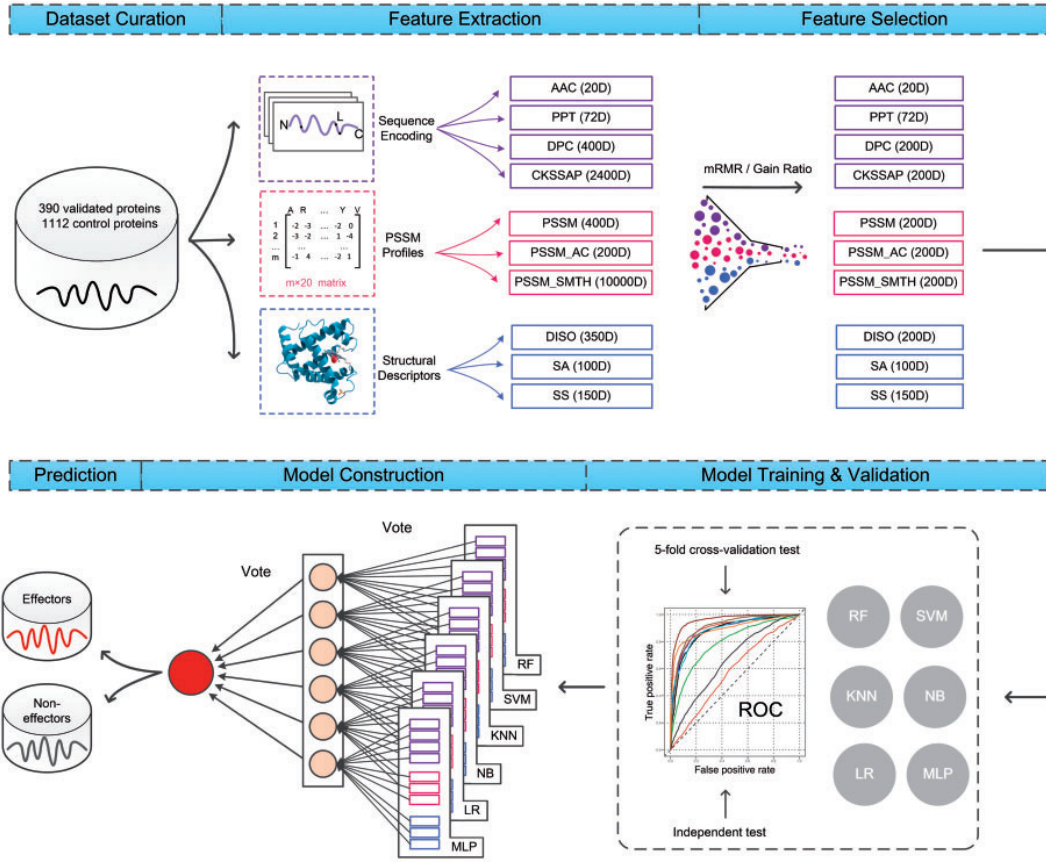 Dataset Curation
Feature Extraction
Feature Selection
390 validated proteins
1112 control proteins
N
L
C
Sequence
Encoding
AAC (20D)
PPT (72D)
DPC (400D)
CKSSAP (2400D)
A R ... Y V
1 -2 -3 ... -2 0
2 -3 -2 ... 1 -4
... ...
m -1 4 ... -2 1
m×20 matrix
PSSM
Profiles
PSSM (400D)
PSSM_AC (200D)
PSSM_SMTH (10000D)
Structural
Descriptors
DISO (350D)
SA (100D)
SS (150D)
mRMR / Gain Ratio
AAC (20D)
PPT (72D)
DPC (200D)
CKSSAP (200D)
PSSM (200D)
PSSM_AC (200D)
PSSM_SMTH (200D)
DISO (200D)
SA (100D)
SS (150D)
Prediction
Model Construction
Model Training & Validation
Effectors
Non-
effectors
Vote
Vote
RF
SVM
KNN
NB
LR
MLP
5-fold cross-validation test
True positive rate
ROC
False positive rate
Independent test
RF
SVM
KNN
NB
LR
MLP